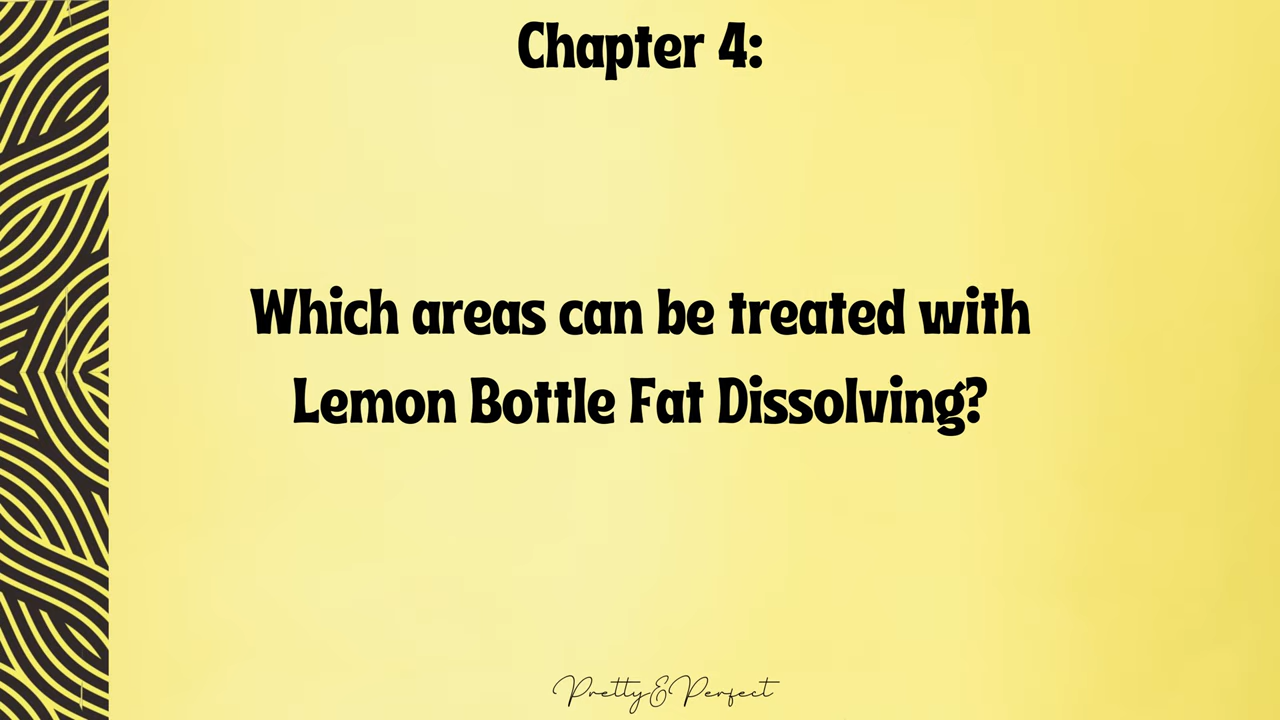 Chapter 4:
Which areas can be treated with
Lemon Bottle Fat Dissolving?
Pretty&Perfect